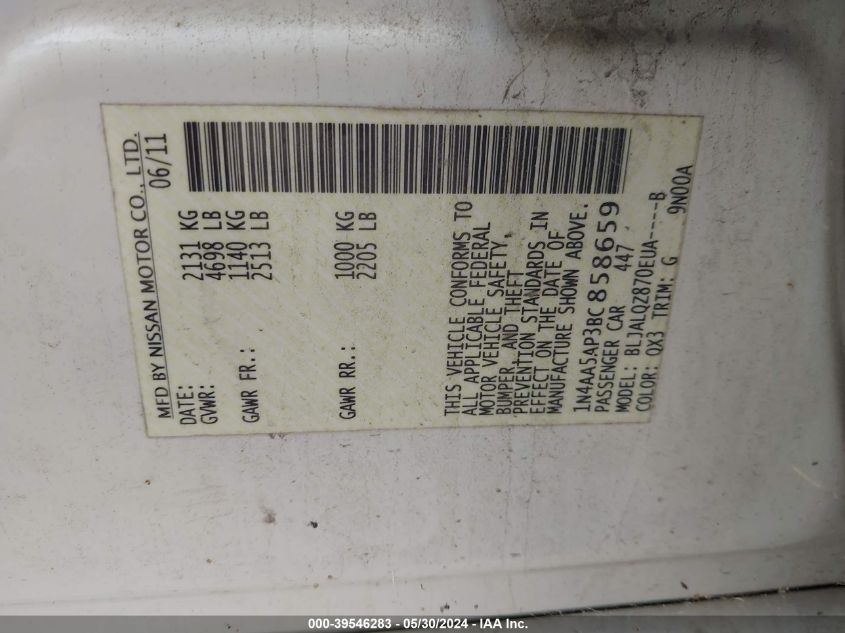 MFD BY NISSAN MOTOR CO., LTD.
DATE: 06/11
GVWR: 2131 KG
4698 LB
GAWR FR.: 1140 KG
2513 LB
GAWR RR.: 1000 KG
2205 LB
THIS VEHICLE CONFORMS TO
ALL APPLICABLE FEDERAL
MOTOR VEHICLE SAFETY,
BUMPER, AND THEFT
PREVENTION STANDARDS IN
EFFECT ON THE DATE OF
MANUFACTURE SHOWN ABOVE.
1N4AA5AP3BC858659
PASSENGER CAR 447
MODEL: BLJALQZ870EUA----B
COLOR: QX3 TRIM: G 9N00A
000-39546283 - 05/30/2024 - IAA Inc.